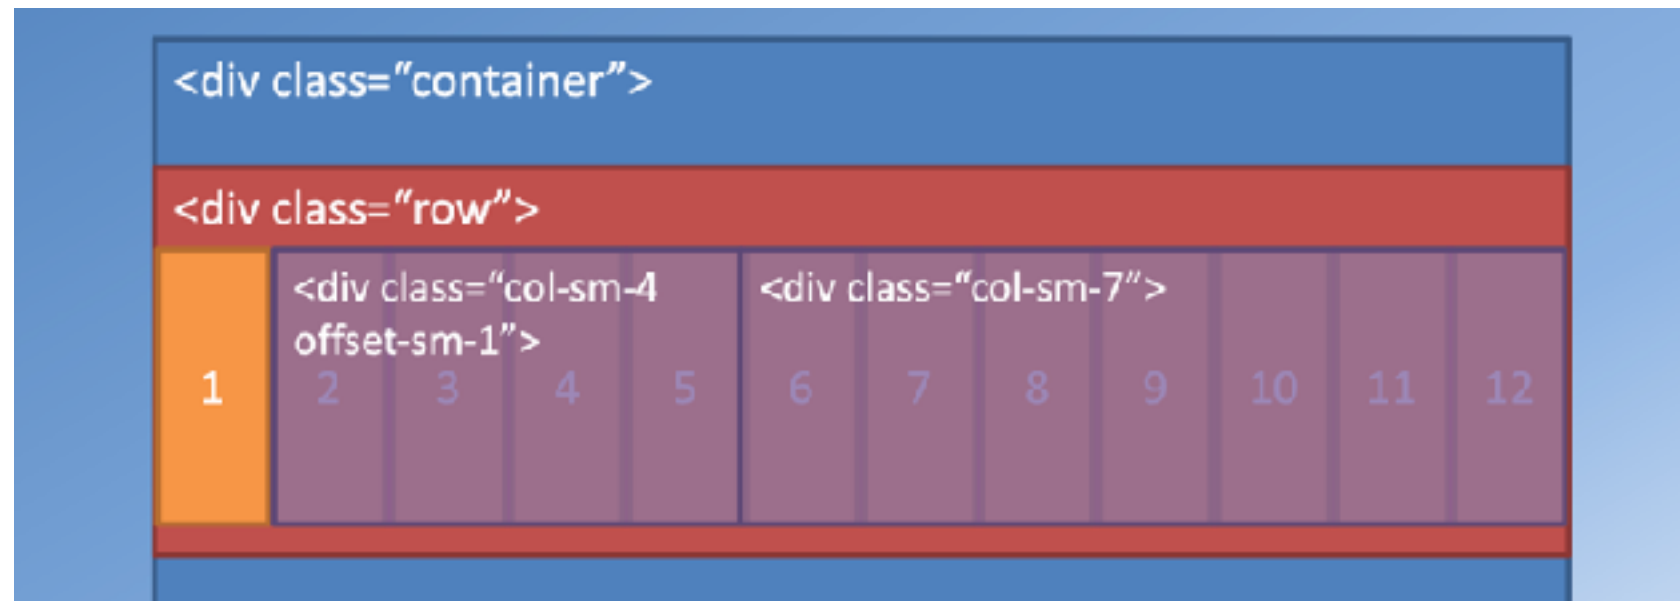 <div class=“container”>
<div class=“row”>
<div class=“col-sm-4 <div class=“col-sm-7”>
offset-sm-1”>
1 2 3 4 5 6 7 8 9 10 11 12